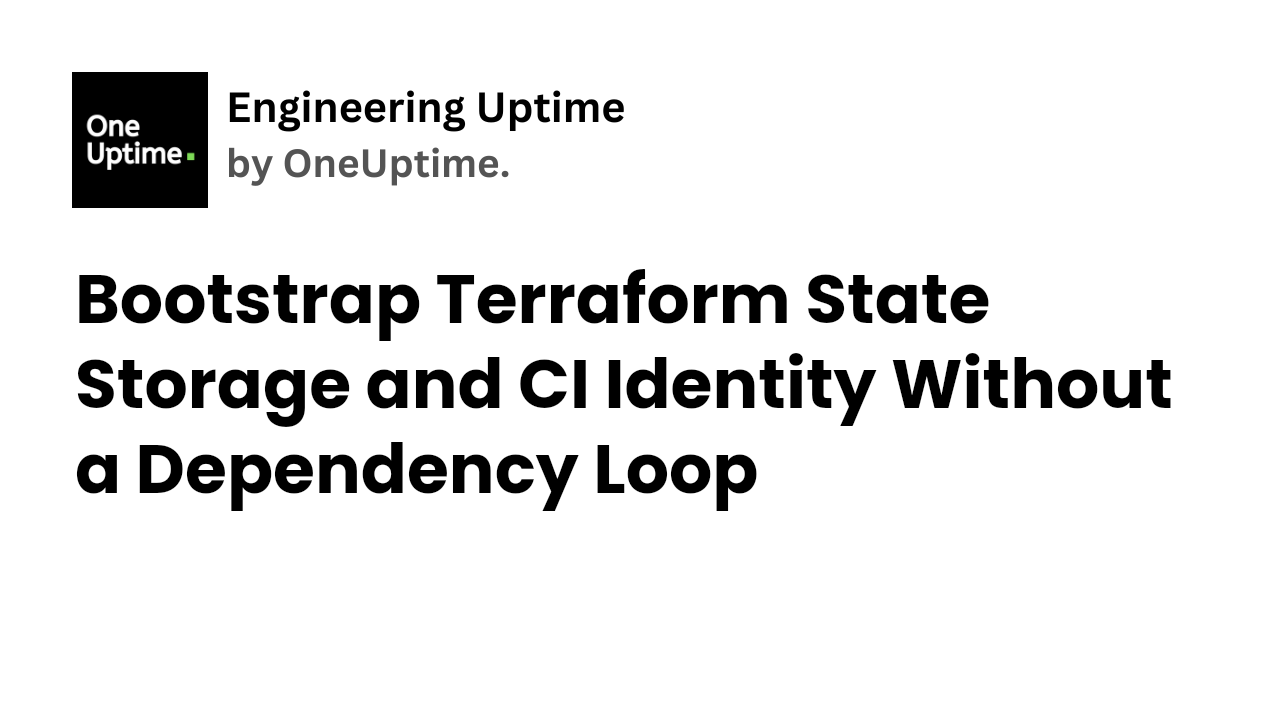 One
Uptime.
Engineering Uptime
by OneUptime.
Bootstrap Terraform State
Storage and CI Identity Without
a Dependency Loop